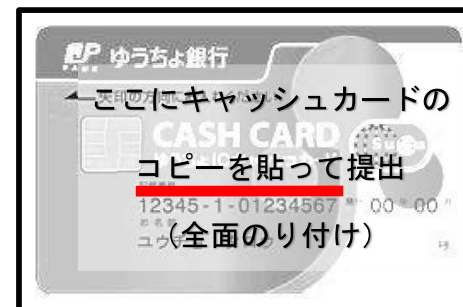 ゆうちょ銀行
ここにキャッシュカードの
CASH CARD
コピーを貼って提出
12345-1-01234567 00 00
(全面のり付け)